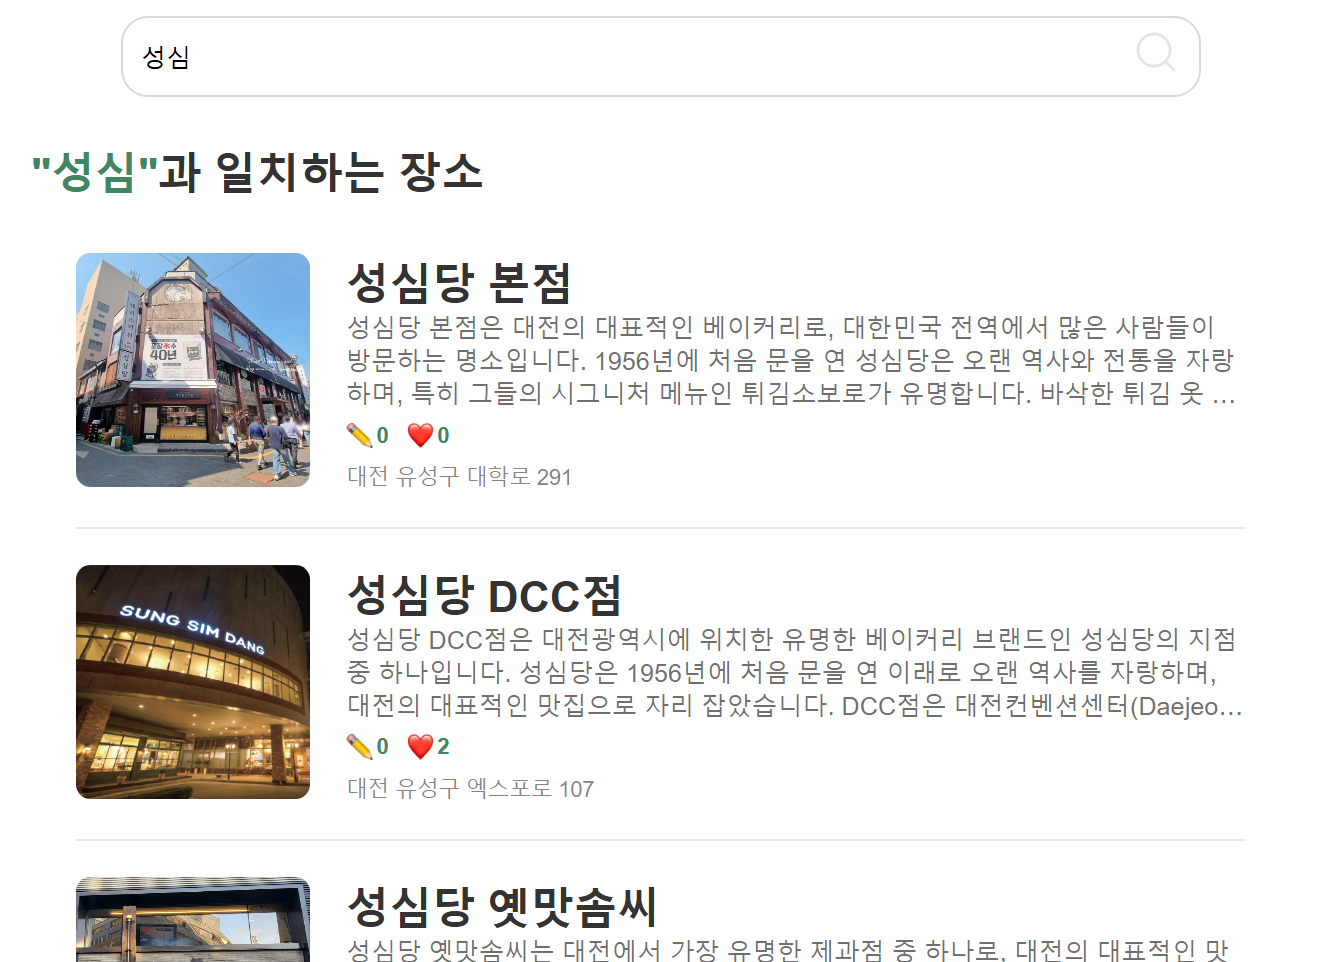 성심
"성심"과 일치하는 장소
40년
성심당 본점
성심당 본점은 대전의 대표적인 베이커리로, 대한민국 전역에서 많은 사람들이
방문하는 명소입니다. 1956년에 처음 문을 연 성심당은 오랜 역사와 전통을 자랑
하며, 특히 그들의 시그니처 메뉴인 튀김소보로가 유명합니다. 바삭한 튀김 옷 ...
0 0
대전 유성구 대학로 291
SUNG SIM DANG
성심당 DCC점
성심당 DCC점은 대전광역시에 위치한 유명한 베이커리 브랜드인 성심당의 지점
중 하나입니다. 성심당은 1956년에 처음 문을 연 이래로 오랜 역사를 자랑하며,
대전의 대표적인 맛집으로 자리 잡았습니다. DCC점은 대전컨벤션센터(Daejeo...
0 2
대전 유성구 엑스포로 107
성심당 옛맛솜씨
성심당 옛맛솜씨는 대전에서 가장 유명한 제과점 중 하나로, 대전의 대표적인 맛